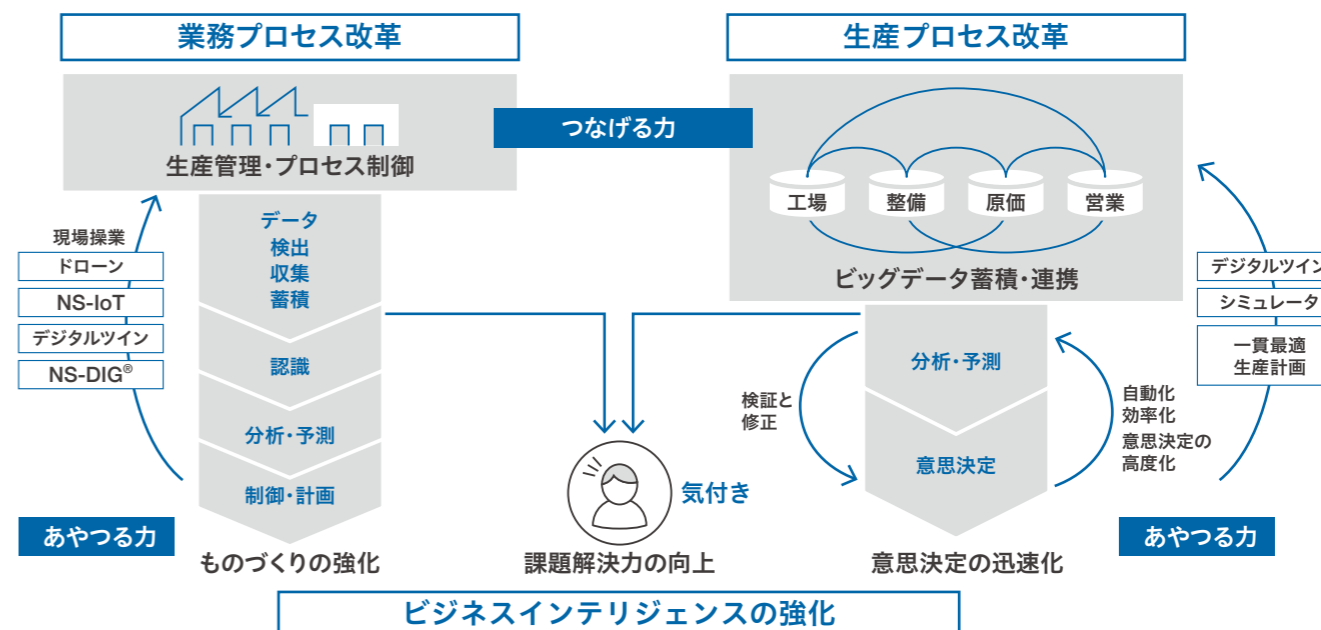 業務プロセス改革
生産プロセス改革
つなげる力
生産管理・プロセス制御
データ
検出
収集
蓄積
認識
分析・予測
制御・計画
現場操業
ドローン
NS-IoT
デジタルツイン
NS-DIG®
あやつる力
ものづくりの強化
気付き
課題解決力の向上
工場
整備
原価
営業
ビッグデータ蓄積・連携
分析・予測
意思決定
検証と
修正
自動化
効率化
意思決定の
高度化
デジタルツイン
シミュレータ
一貫最適
生産計画
あやつる力
意思決定の迅速化
ビジネスインテリジェンスの強化